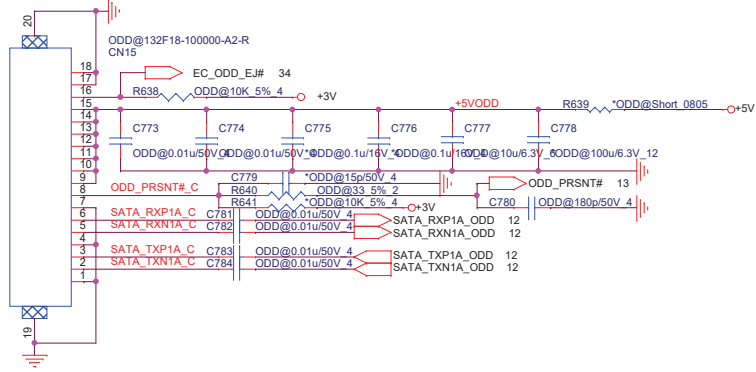 20
ODD@132F18-100000-A2-R
CN15
18
17
16
15
14
13
12
11
10
9
8
7
6
5
4
3
2
1
19
EC_ODD_EJ# 34
R638 ODD@10K_5%_4 +3V
+5VODD
R639 *ODD@Short_0805
+5V
C773 C774 C775 C776 C777 C778
ODD@0.01u/50V_4 ODD@0.01u/50V_4 *ODD@0.1u/16V_4 *ODD@0.1u/16V_4 ODD@10u/6.3V_6 *ODD@100u/6.3V_12
C779 *ODD@15p/50V_4
ODD_PRSNT#_C R640 ODD@33_5%_2
ODD_PRSNT# 13
R641 *ODD@10K_5%_4 +3V
C780 ODD@180p/50V_4
SATA_RXP1A_C C781 ODD@0.01u/50V_4 SATA_RXP1A_ODD 12
SATA_RXN1A_C C782 ODD@0.01u/50V_4 SATA_RXN1A_ODD 12
SATA_TXP1A_C C783 ODD@0.01u/50V_4 SATA_TXP1A_ODD 12
SATA_TXN1A_C C784 ODD@0.01u/50V_4 SATA_TXN1A_ODD 12